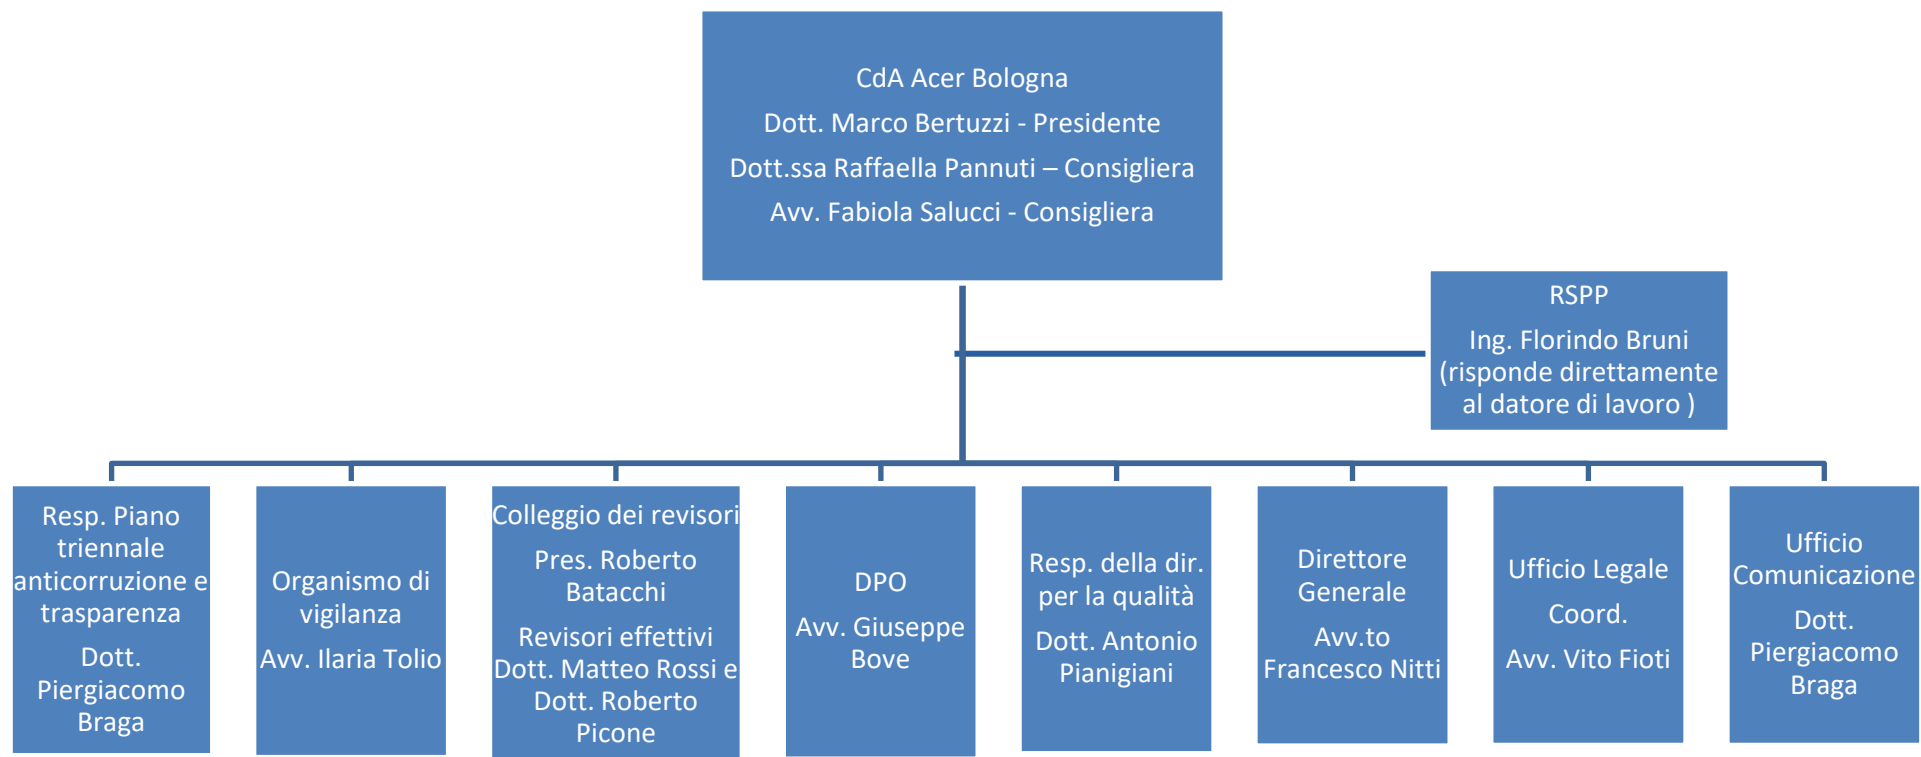 CdA Acer Bologna
Dott. Marco Bertuzzi - Presidente
Dott.ssa Raffaella Pannuti – Consigliera
Avv. Fabiola Salucci - Consigliera
RSPP
Ing. Florindo Bruni
(risponde direttamente
al datore di lavoro )
Resp. Piano
triennale
anticorruzione e
trasparenza
Dott.
Piergiacomo
Braga
Organismo di
vigilanza
Avv. Ilaria Tolio
Colleggio dei revisori
Pres. Roberto
Batacchi
Revisori effettivi
Dott. Matteo Rossi e
Dott. Roberto
Picone
DPO
Avv. Giuseppe
Bove
Resp. della dir.
per la qualità
Dott. Antonio
Pianigiani
Direttore
Generale
Avv.to
Francesco Nitti
Ufficio Legale
Coord.
Avv. Vito Fioti
Ufficio
Comunicazione
Dott.
Piergiacomo
Braga